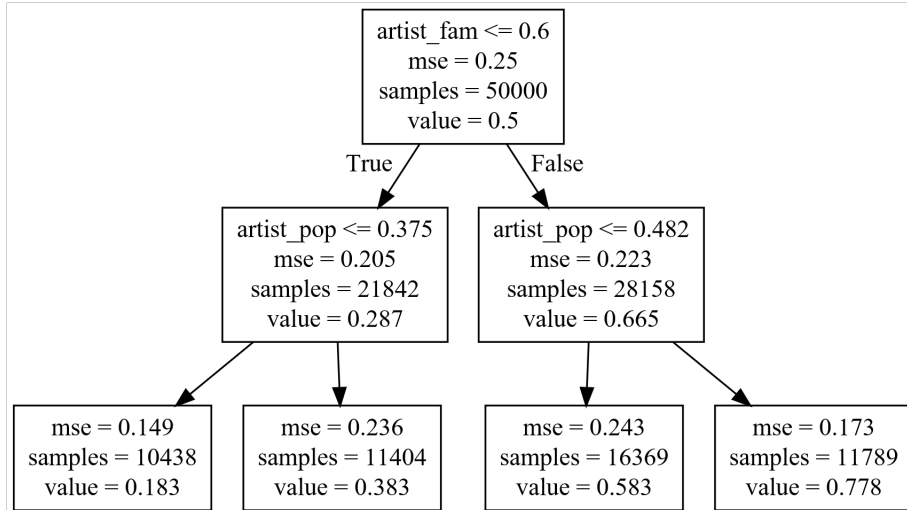 artist_fam <= 0.6
mse = 0.25
samples = 50000
value = 0.5
True
False
artist_pop <= 0.375
mse = 0.205
samples = 21842
value = 0.287
artist_pop <= 0.482
mse = 0.223
samples = 28158
value = 0.665
mse = 0.149
samples = 10438
value = 0.183
mse = 0.236
samples = 11404
value = 0.383
mse = 0.243
samples = 16369
value = 0.583
mse = 0.173
samples = 11789
value = 0.778